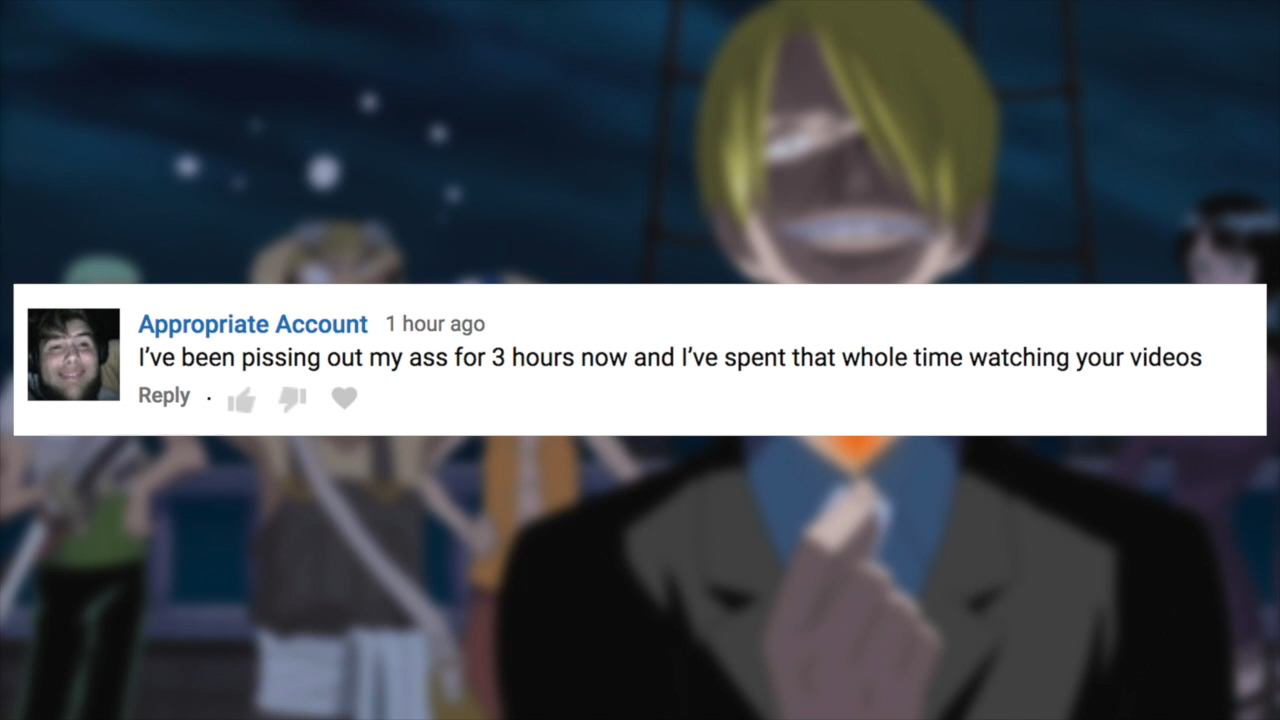 Appropriate Account 1 hour ago
I’ve been pissing out my ass for 3 hours now and I’ve spent that whole time watching your videos
Reply ·